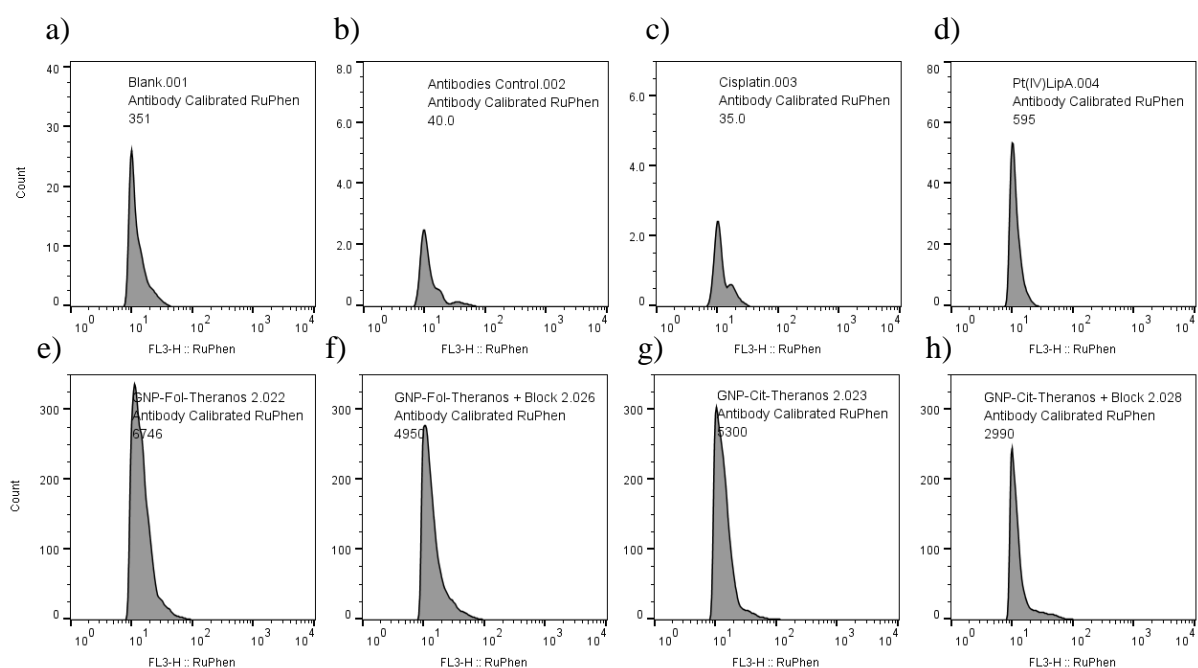 a)
b)
c)
d)
40
30
20
10
0
Count
Blank.001
Antibody Calibrated RuPhen
351
10^0 10^1 10^2 10^3 10^4
FL3-H :: RuPhen
8.0
6.0
4.0
2.0
0
Antibodies Control.002
Antibody Calibrated RuPhen
40.0
10^0 10^1 10^2 10^3 10^4
FL3-H :: RuPhen
6.0
4.0
2.0
0
Cisplatin.003
Antibody Calibrated RuPhen
35.0
10^0 10^1 10^2 10^3 10^4
FL3-H :: RuPhen
80
60
40
20
0
Pt(IV)LipA.004
Antibody Calibrated RuPhen
595
10^0 10^1 10^2 10^3 10^4
FL3-H :: RuPhen
e)
f)
g)
h)
300
200
100
0
Count
GNP-Fol-Theranos 2.022
Antibody Calibrated RuPhen
6746
10^0 10^1 10^2 10^3 10^4
FL3-H :: RuPhen
300
200
100
0
GNP-Fol-Theranos + Block 2.026
Antibody Calibrated RuPhen
4950
10^0 10^1 10^2 10^3 10^4
FL3-H :: RuPhen
300
200
100
0
GNP-Cit-Theranos 2.023
Antibody Calibrated RuPhen
5300
10^0 10^1 10^2 10^3 10^4
FL3-H :: RuPhen
300
200
100
0
GNP-Cit-Theranos + Block 2.028
Antibody Calibrated RuPhen
2990
10^0 10^1 10^2 10^3 10^4
FL3-H :: RuPhen